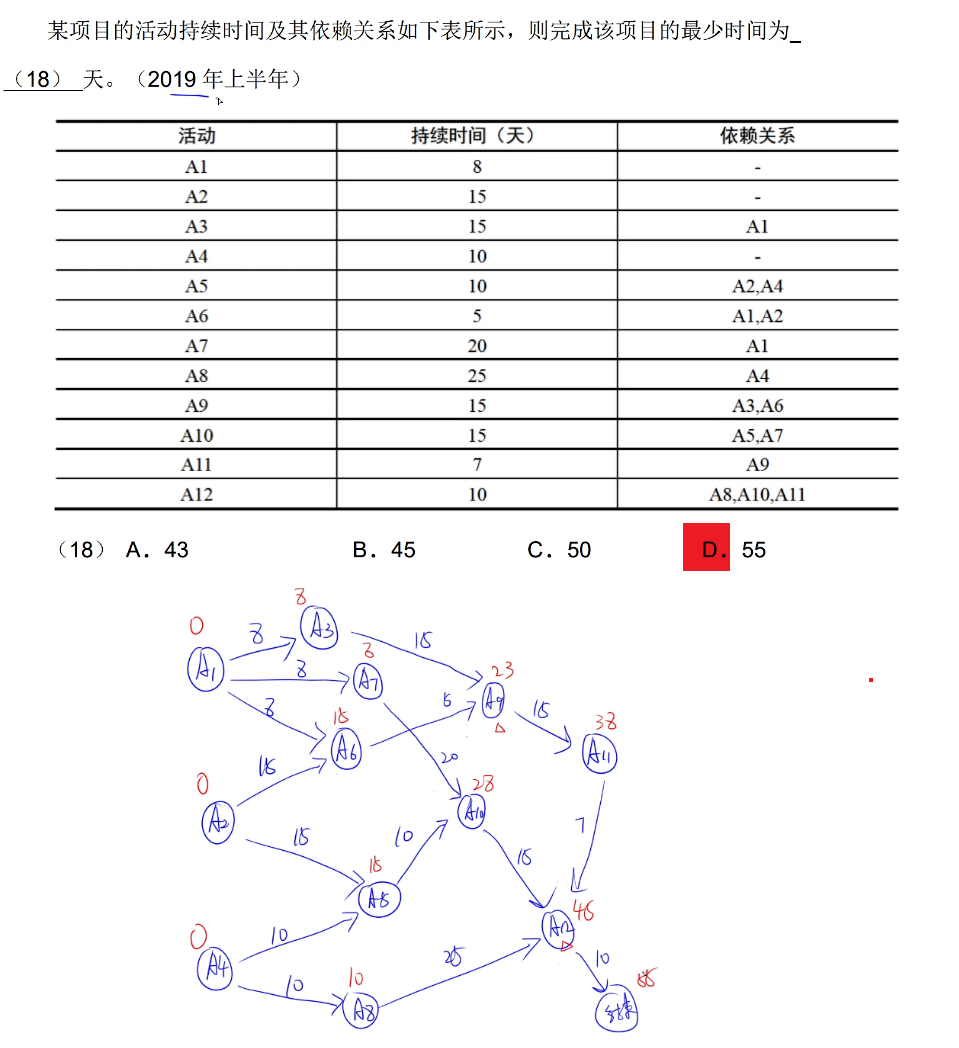 某项目的活动持续时间及其依赖关系如下表所示，则完成该项目的最少时间为_
（18） 天。（2019 年上半年）
活动 持续时间（天） 依赖关系
A1 8 -
A2 15 -
A3 15 A1
A4 10 -
A5 10 A2,A4
A6 5 A1,A2
A7 20 A1
A8 25 A4
A9 15 A3,A6
A10 15 A5,A7
A11 7 A9
A12 10 A8,A10,A11
（18） A．43 B．45 C．50 D．55
8
0 8 A3 15
A1 8 8 23
A7 A9
8 15 5 15 38
A6 A11
15 20
0 28
A2 A10 7
15 10 15
15
A5 45
0 10 A12
A4 25 10
10 10 55
A8 结束